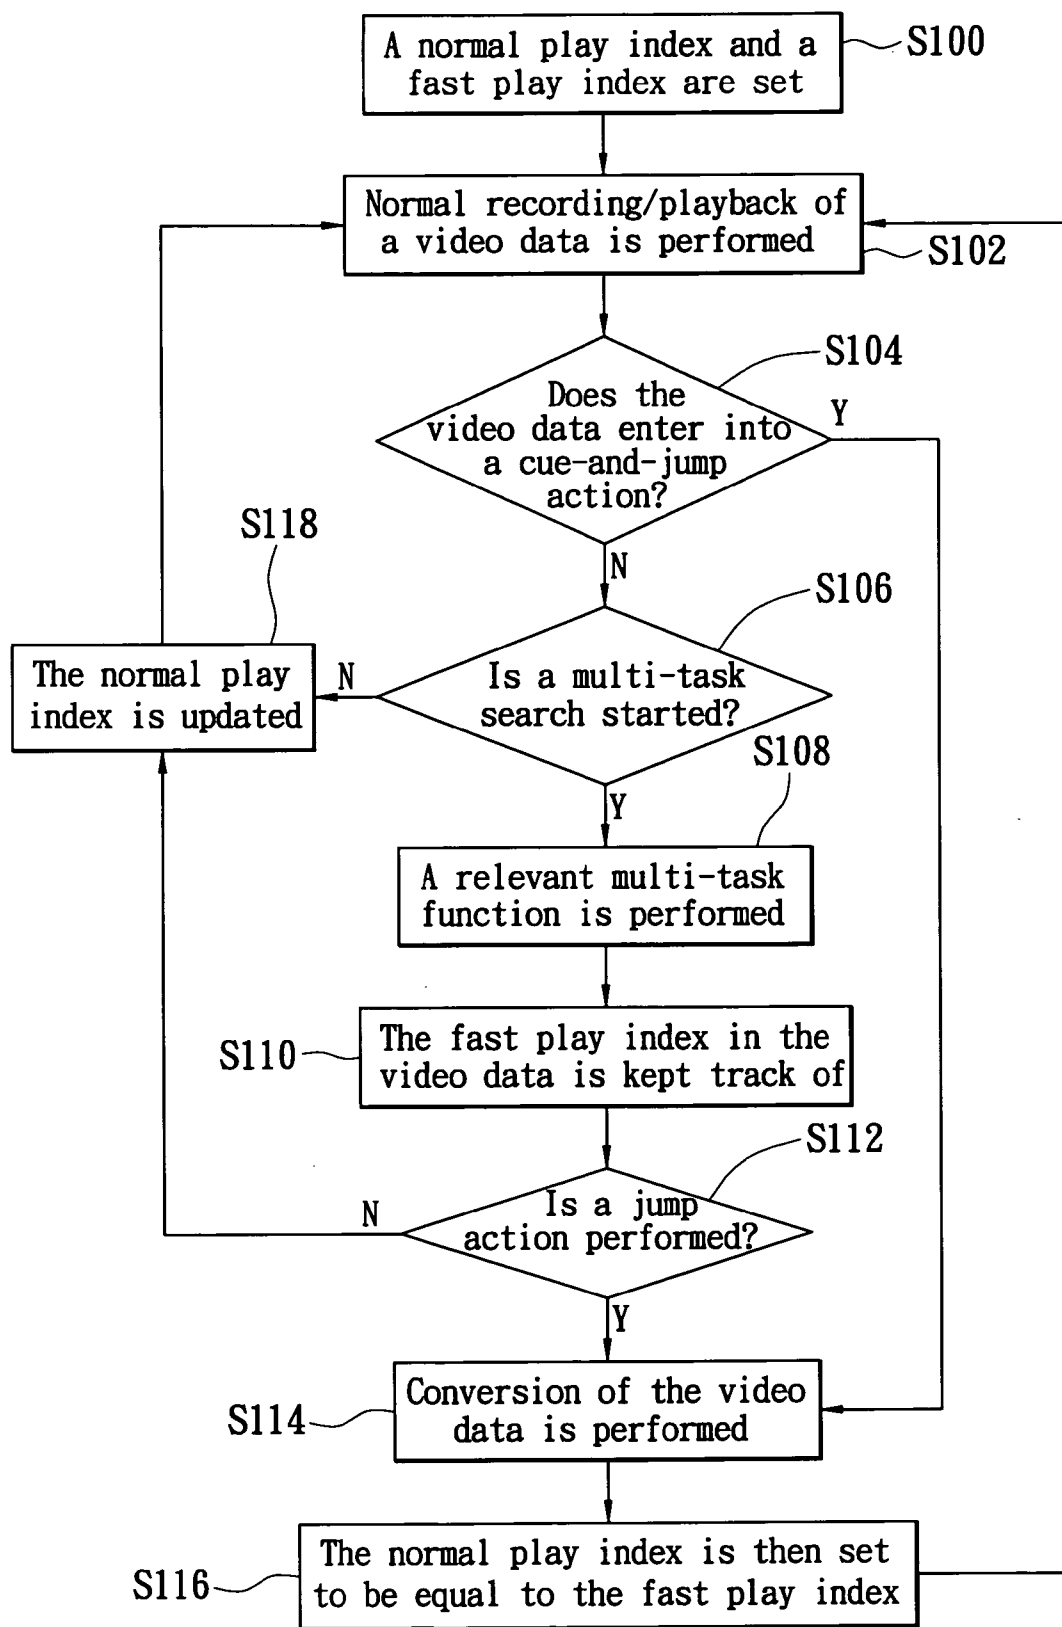 A normal play index and a
fast play index are set
S100
Normal recording/playback of
a video data is performed
S102
S104
Does the
video data enter into
a cue-and-jump
action?
Y
N
S118
S106
The normal play
index is updated
N
Is a multi-task
search started?
S108
Y
A relevant multi-task
function is performed
S110
The fast play index in the
video data is kept track of
S112
N
Is a jump
action performed?
Y
S114
Conversion of the video
data is performed
S116
The normal play index is then set
to be equal to the fast play index